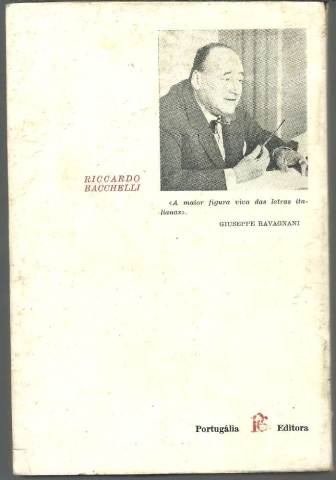 RICCARDO
BACCHELLI
«A maior figura viva das letras ita-
lianas».
GIUSEPPE RAVAGNANI
Portugália Editora